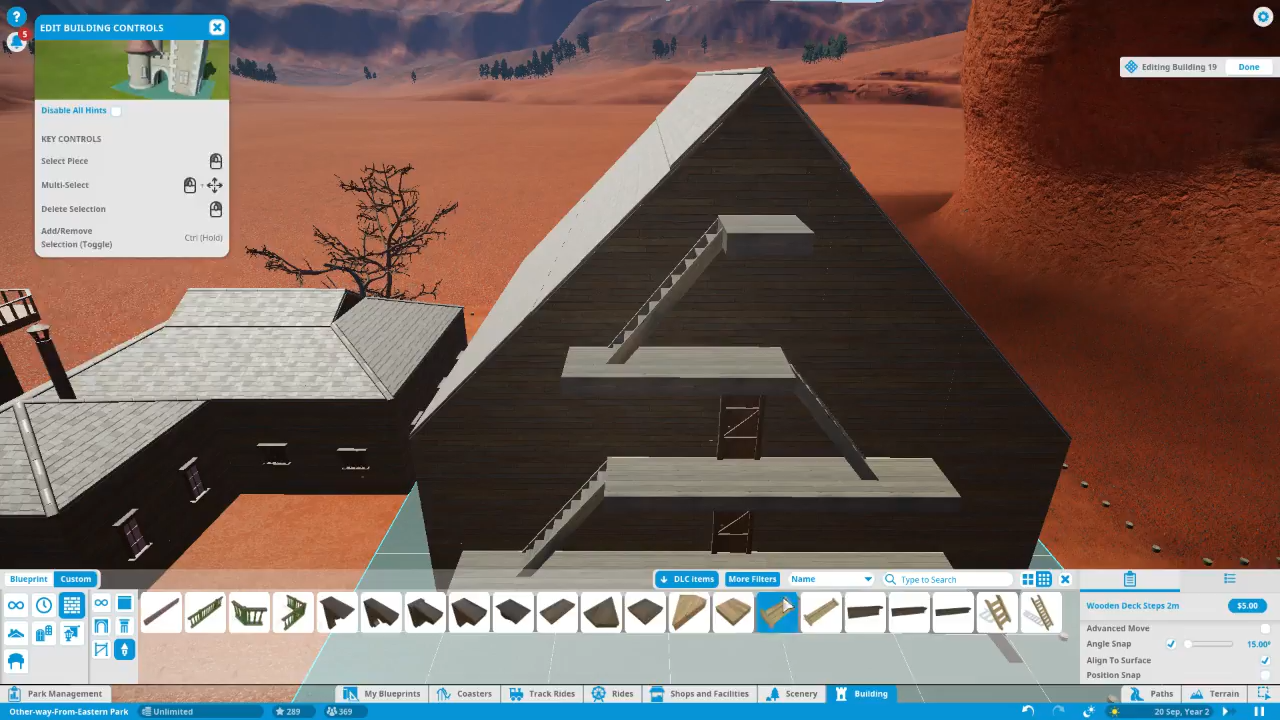 ?
5
EDIT BUILDING CONTROLS
Disable All Hints
KEY CONTROLS
Select Piece
Multi-Select
Delete Selection
Add/Remove
Selection (Toggle)
Ctrl (Hold)
Editing Building 19
Done
Blueprint
Custom
DLC items
More Filters
Name
Type to Search
Wooden Deck Steps 2m
$5.00
Advanced Move
Angle Snap
15.00°
Align To Surface
Position Snap
Park Management
My Blueprints
Coasters
Track Rides
Rides
Shops and Facilities
Scenery
Building
Paths
Terrain
Other-way-From-Eastern Park
Unlimited
289
369
20 Sep, Year 2